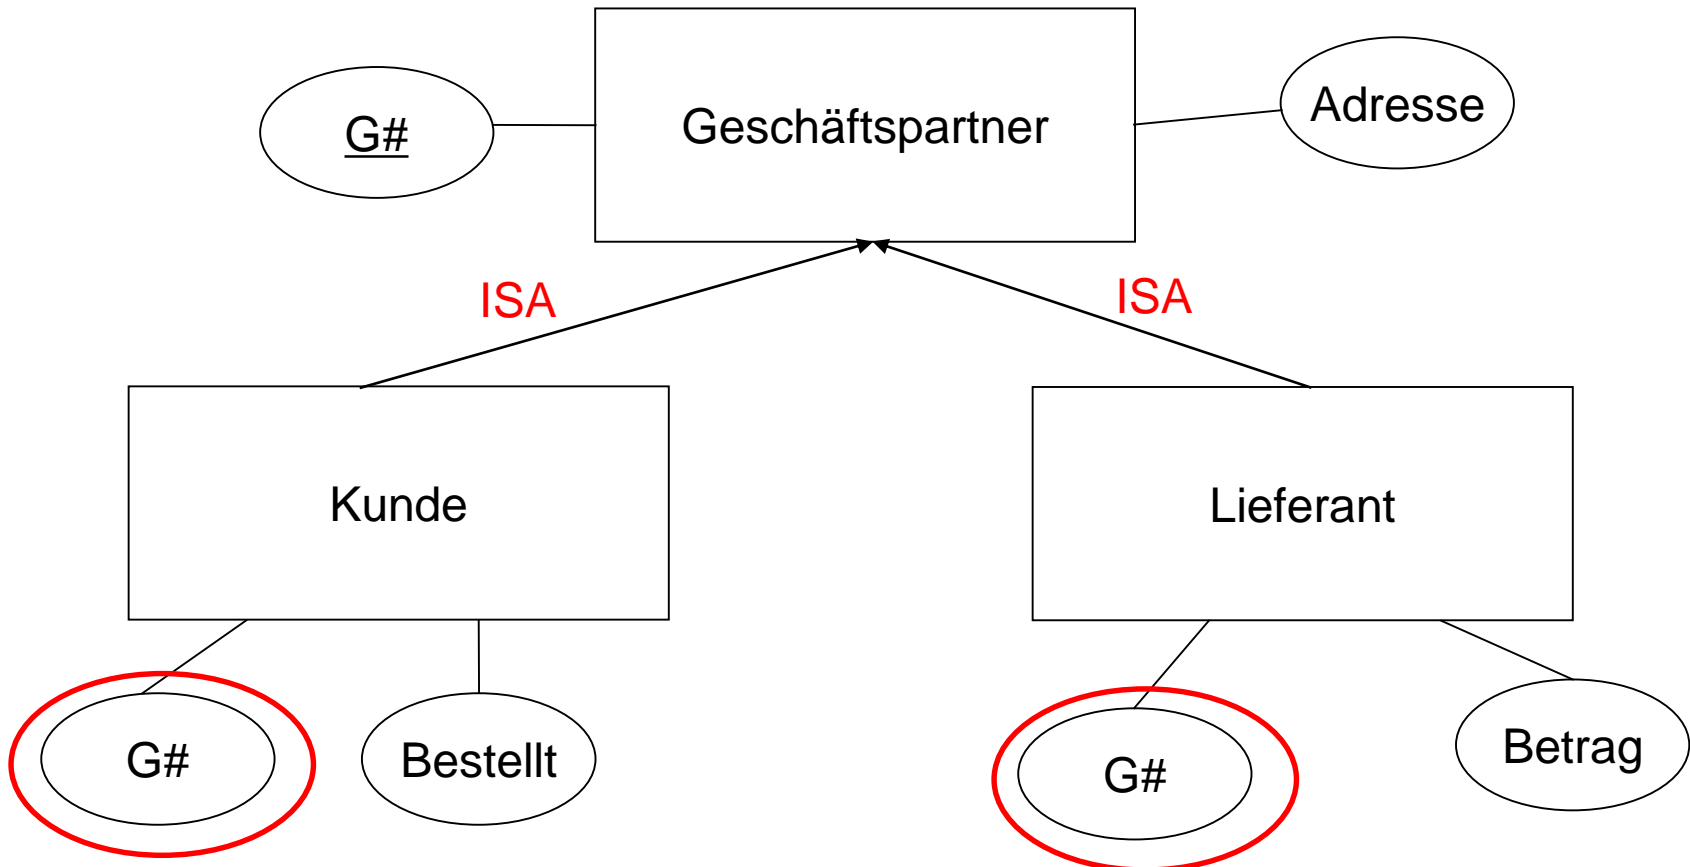 G#
Geschäftspartner
Adresse
ISA
ISA
Kunde
Lieferant
G#
Bestellt
G#
Betrag